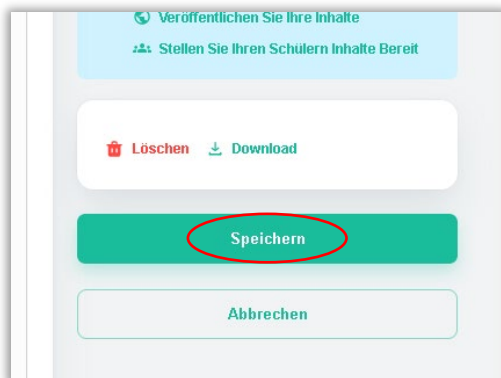 Veröffentlichen Sie Ihre Inhalte
Stellen Sie Ihren Schülern Inhalte Bereit
Löschen Download
Speichern
Abbrechen